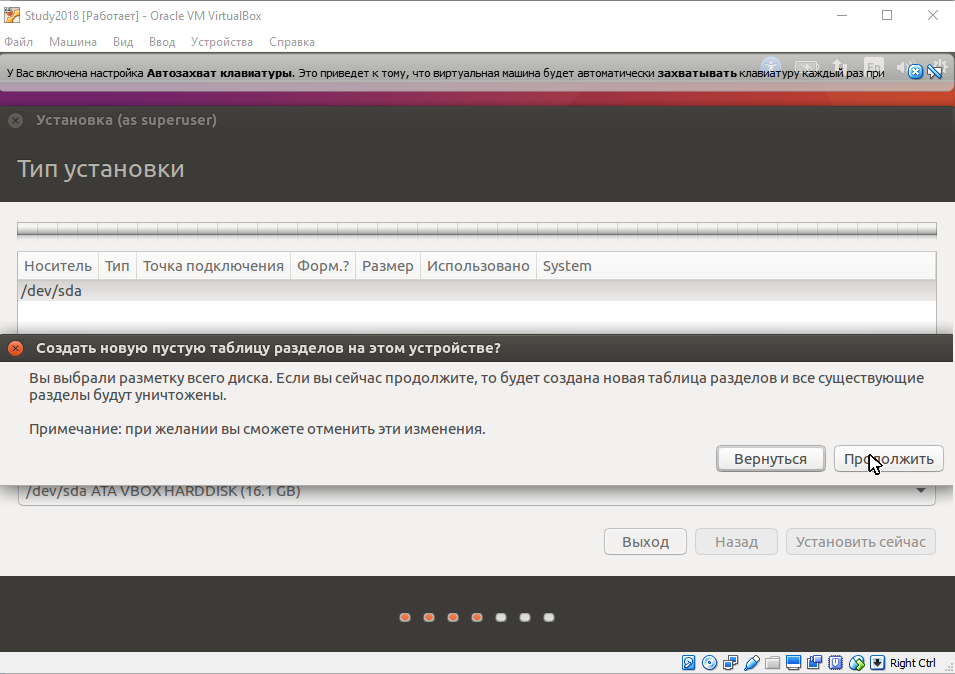 Study2018 [Работает] - Oracle VM VirtualBox
Файл Машина Вид Ввод Устройства Справка
У Вас включена настройка Автозахват клавиатуры. Это приведет к тому, что виртуальная машина будет автоматически захватывать клавиатуру каждый раз при
En
Установка (as superuser)
Тип установки
Носитель Тип Точка подключения Форм.? Размер Использовано System
/dev/sda
Создать новую пустую таблицу разделов на этом устройстве?
Вы выбрали разметку всего диска. Если вы сейчас продолжите, то будет создана новая таблица разделов и все существующие
разделы будут уничтожены.
Примечание: при желании вы сможете отменить эти изменения.
Вернуться Продолжить
/dev/sda ATA VBOX HARDDISK (16.1 GB)
Выход Назад Установить сейчас
Right Ctrl